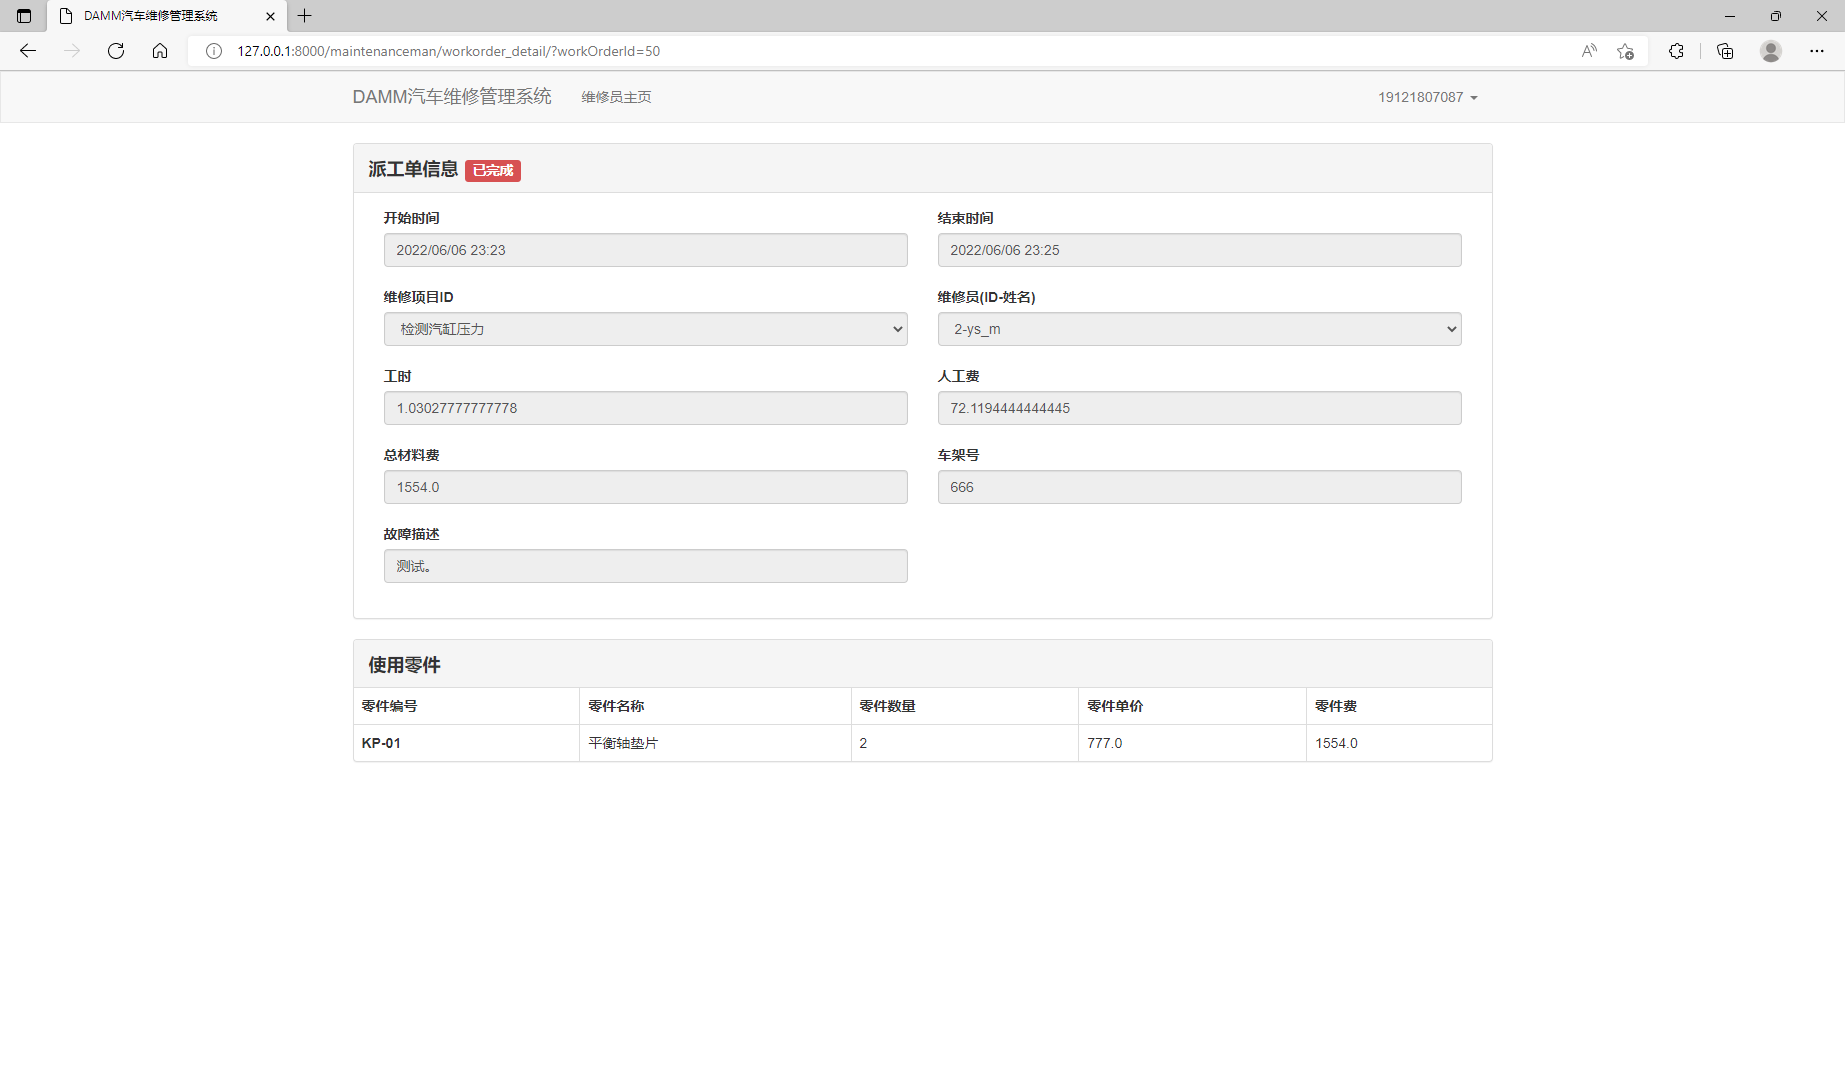 DAMM汽车维修管理系统
127.0.0.1:8000/maintenanceman/workorder_detail/?workOrderId=50
DAMM汽车维修管理系统 维修员主页 19121807087
派工单信息 已完成
开始时间 结束时间
2022/06/06 23:23 2022/06/06 23:25
维修项目ID 维修员(ID-姓名)
检测汽缸压力 2-ys_m
工时 人工费
1.03027777777778 72.1194444444445
总材料费 车架号
1554.0 666
故障描述
测试。
使用零件
零件编号 零件名称 零件数量 零件单价 零件费
KP-01 平衡轴垫片 2 777.0 1554.0